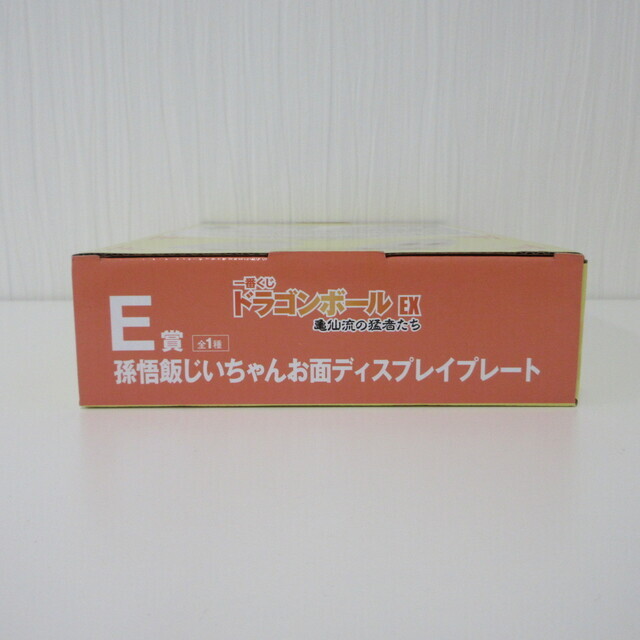 一番くじ
ドラゴンボール EX
亀仙流の猛者たち
E賞 全1種
孫悟飯じいちゃんお面ディスプレイプレート